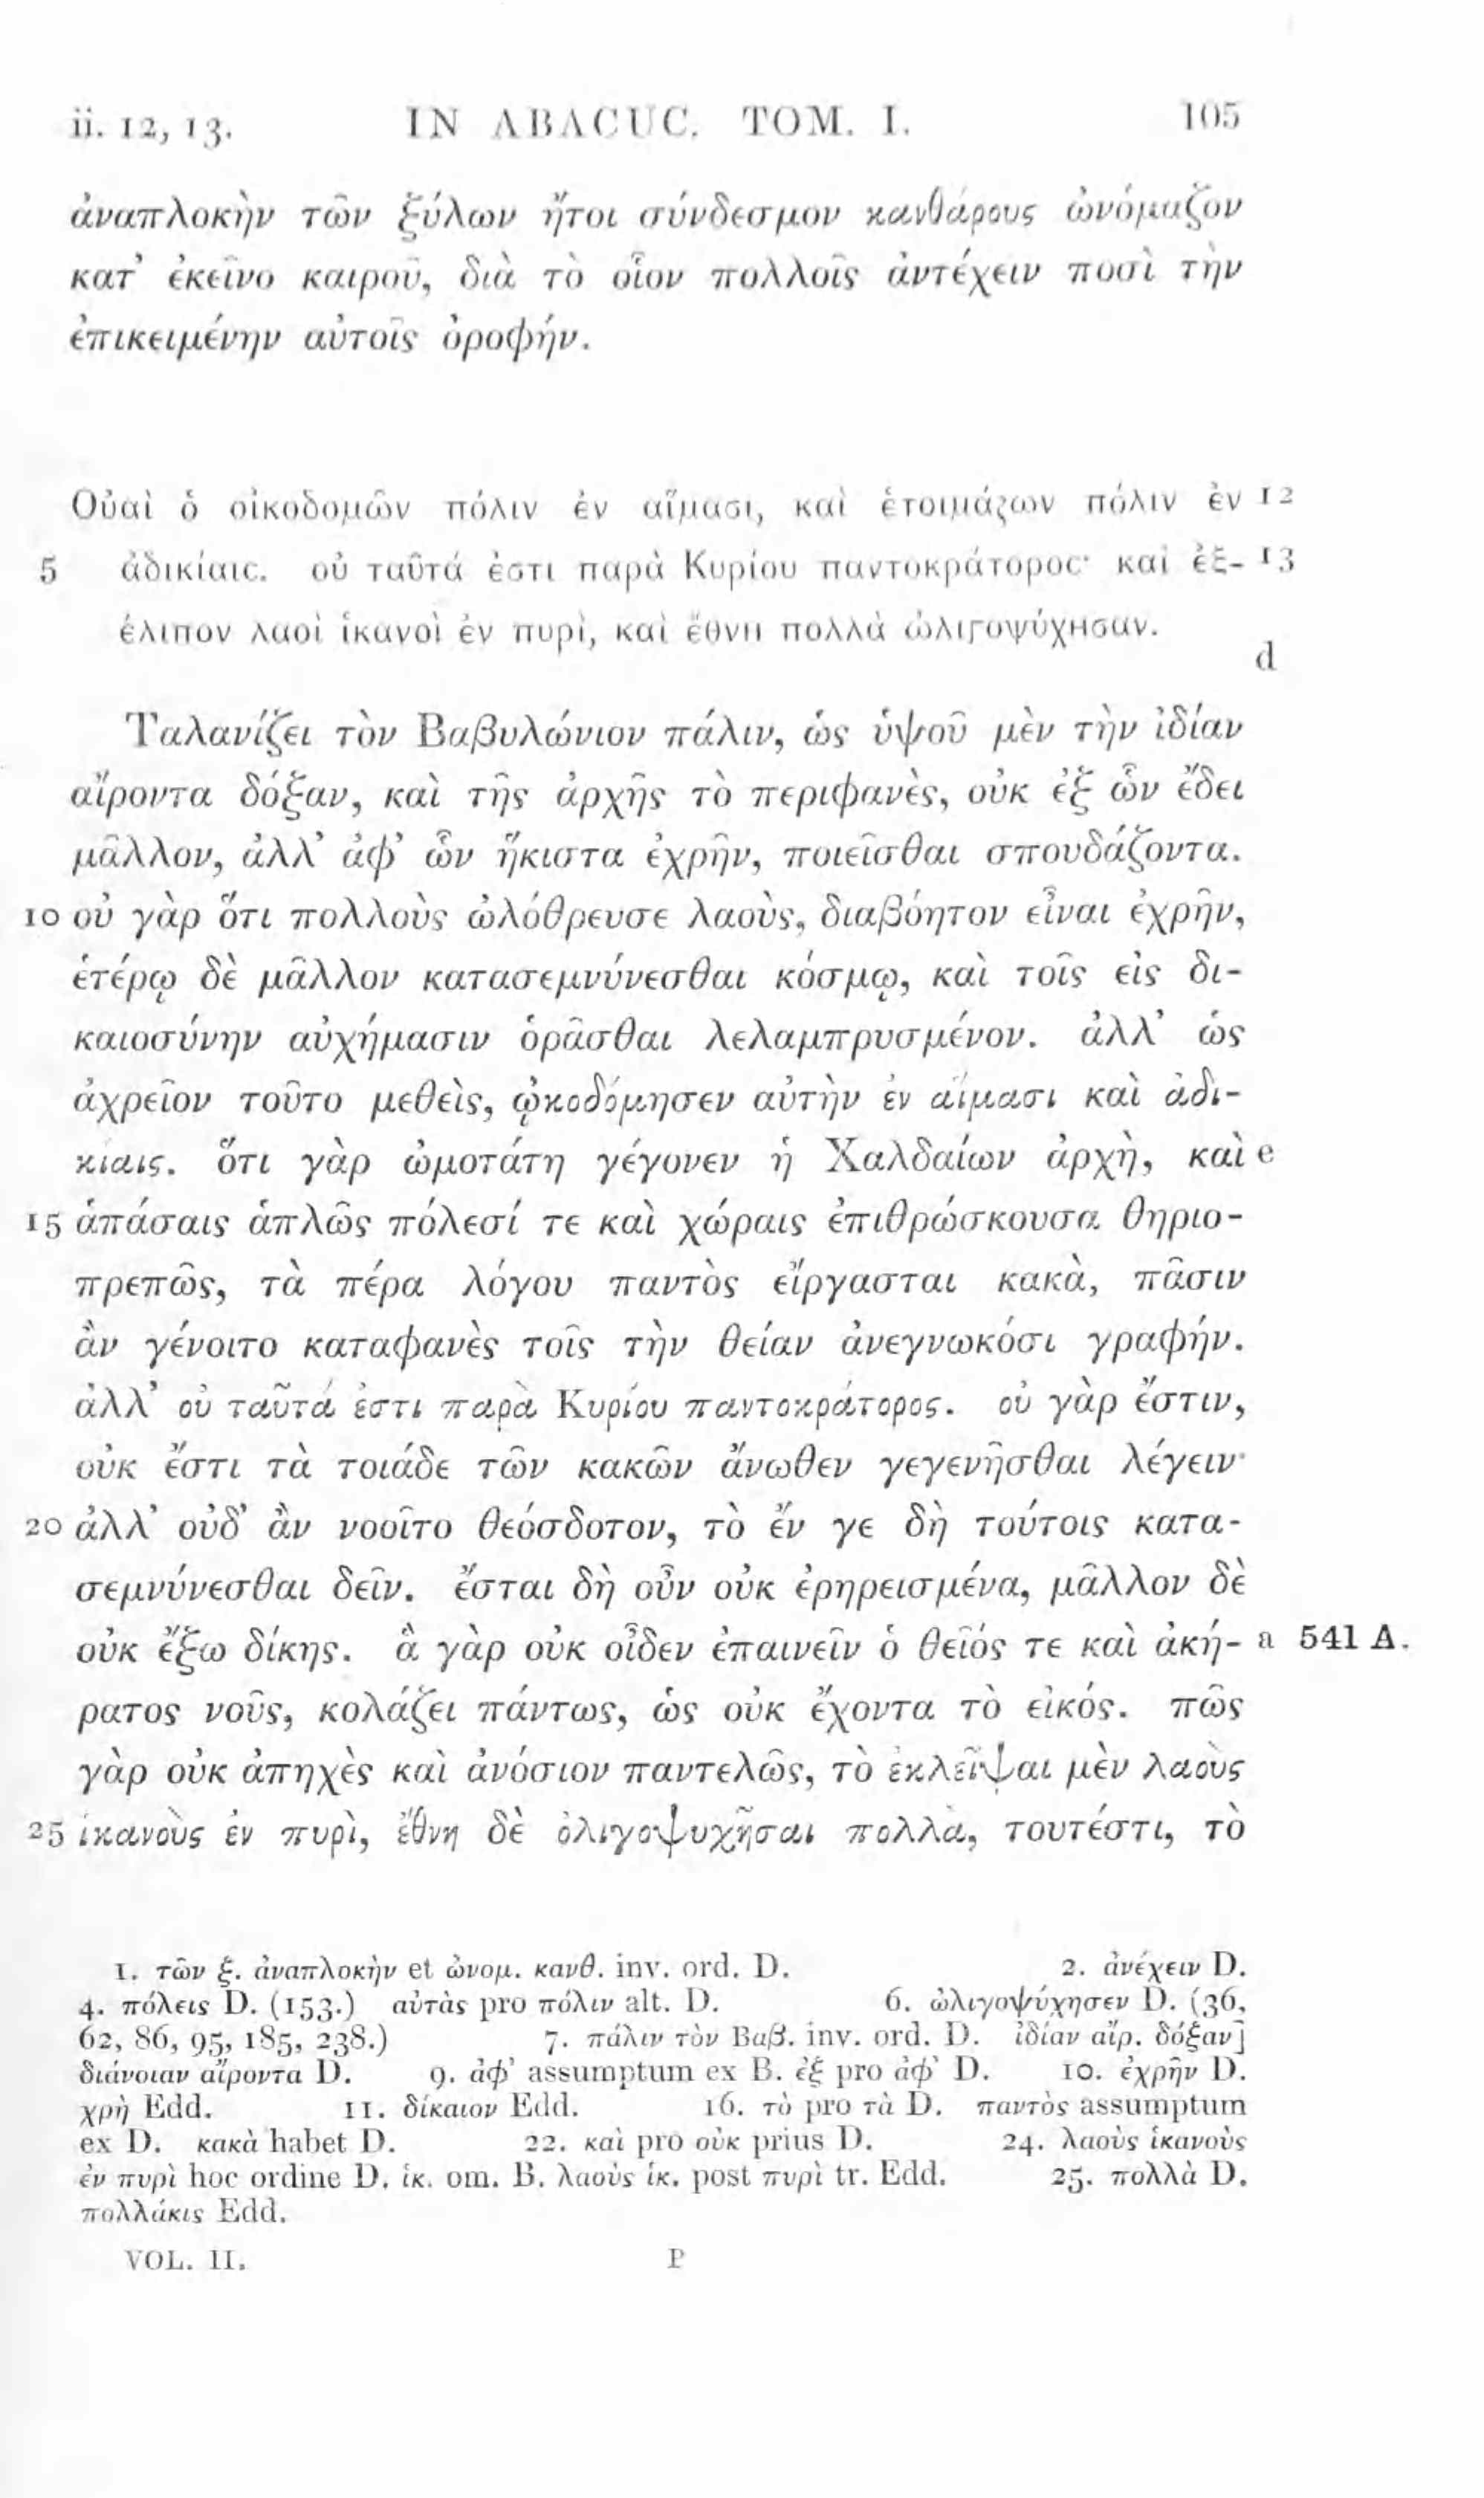 ii. 12, 13. IN ABACUC. TOM. I. 105
ἀναπλοκὴν τῶν ξύλων ἤτοι σύνδεσμον κανθάρους ὠνόμαζον
κατ’ ἐκεῖνο καιροῦ, διὰ τὸ οἷον πολλοῖς ἀντέχειν ποσὶ τὴν
ἐπικειμένην αὐτοῖς ὀροφήν.
Οὐαὶ ὁ οἰκοδομῶν πόλιν ἐν αἵμασι, καὶ ἑτοιμάζων πόλιν ἐν 12
5 ἀδικίαις. οὐ ταῦτά ἐστι παρὰ Κυρίου παντοκράτορος· καὶ ἐξ- 13
έλιπον λαοὶ ἱκανοὶ ἐν πυρὶ, καὶ ἔθνη πολλὰ ὠλιγοψύχησαν.
d
Ταλανίζει τὸν Βαβυλώνιον πάλιν, ὡς ὑψοῦ μὲν τὴν ἰδίαν
αἴροντα δόξαν, καὶ τῆς ἀρχῆς τὸ περιφανὲς, οὐκ ἐξ ὧν ἔδει
μᾶλλον, ἀλλ’ ἀφ’ ὧν ἥκιστα ἐχρῆν, ποιεῖσθαι σπουδάζοντα.
10 οὐ γὰρ ὅτι πολλοὺς ὠλόθρευσε λαοὺς, διαβόητον εἶναι ἐχρῆν,
ἑτέρῳ δὲ μᾶλλον κατασεμνύνεσθαι κόσμῳ, καὶ τοῖς εἰς δι-
καιοσύνην αὐχήμασιν ὁρᾶσθαι λελαμπρυσμένον. ἀλλ’ ὡς
ἀχρεῖον τοῦτο μεθεὶς, ᾠκοδόμησεν αὐτὴν ἐν αἵμασι καὶ ἀδι-
κίαις. ὅτι γὰρ ὠμοτάτη γέγονεν ἡ Χαλδαίων ἀρχὴ, καὶ e
15 ἁπάσαις ἁπλῶς πόλεσί τε καὶ χώραις ἐπιθρώσκουσα θηριο-
πρεπῶς, τὰ πέρα λόγου παντὸς εἴργασται κακὰ, πᾶσιν
ἂν γένοιτο καταφανὲς τοῖς τὴν θείαν ἀνεγνωκόσι γραφήν.
ἀλλ’ οὐ ταῦτά ἐστι παρὰ Κυρίου παντοκράτορος. οὐ γὰρ ἔστιν,
οὐκ ἔστι τὰ τοιάδε τῶν κακῶν ἄνωθεν γεγενῆσθαι λέγειν·
20 ἀλλ’ οὐδ’ ἂν νοοῖτο θεόσδοτον, τὸ ἔν γε δὴ τούτοις κατα-
σεμνύνεσθαι δεῖν. ἔσται δὴ οὖν οὐκ ἐρηρεισμένα, μᾶλλον δὲ
οὐκ ἔξω δίκης. ἃ γὰρ οὐκ οἶδεν ἐπαινεῖν ὁ θεῖός τε καὶ ἀκή- a 541 A.
ρατος νοῦς, κολάζει πάντως, ὡς οὐκ ἔχοντα τὸ εἰκός. πῶς
γὰρ οὐκ ἀπηχὲς καὶ ἀνόσιον παντελῶς, τὸ ἐκλεῖψαι μὲν λαοὺς
25 ἱκανοὺς ἐν πυρὶ, ἔθνη δὲ ὀλιγοψυχῆσαι πολλὰ, τουτέστι, τὸ
1. τῶν ξ. ἀναπλοκὴν et ὠνομ. κανθ. inv. ord. D. 2. ἀνέχειν D.
4. πόλεις D. (153.) αὐτὰς pro πόλιν alt. D. 6. ὠλιγοψύχησεν D. (36,
62, 86, 95, 185, 238.) 7. πάλιν τὸν Βαβ. inv. ord. D. ἰδίαν αἴρ. δόξαν]
διάνοιαν αἴροντα D. 9. ἀφ’ assumptum ex B. ἐξ pro ἀφ’ D. 10. ἐχρῆν D.
χρὴ Edd. 11. δίκαιον Edd. 16. τὸ pro τὰ D. παντὸς assumptum
ex D. κακὰ habet D. 22. καὶ pro οὐκ prius D. 24. λαοὺς ἱκανοὺς
ἐν πυρὶ hoc ordine D. ἱκ. om. B. λαοὺς ἱκ. post πυρὶ tr. Edd. 25. πολλὰ D.
πολλάκις Edd.
VOL. II. P